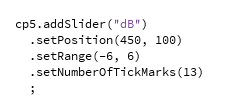 cp5.addSlider("dB")
  .setPosition(450, 100)
  .setRange(-6, 6)
  .setNumberOfTickMarks(13)
  ;